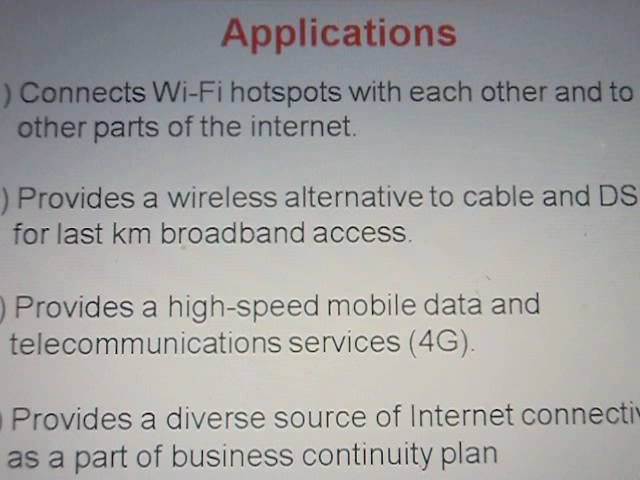 Applications
) Connects Wi-Fi hotspots with each other and to
other parts of the internet.
) Provides a wireless alternative to cable and DS
for last km broadband access.
) Provides a high-speed mobile data and
telecommunications services (4G).
) Provides a diverse source of Internet connectiv
as a part of business continuity plan